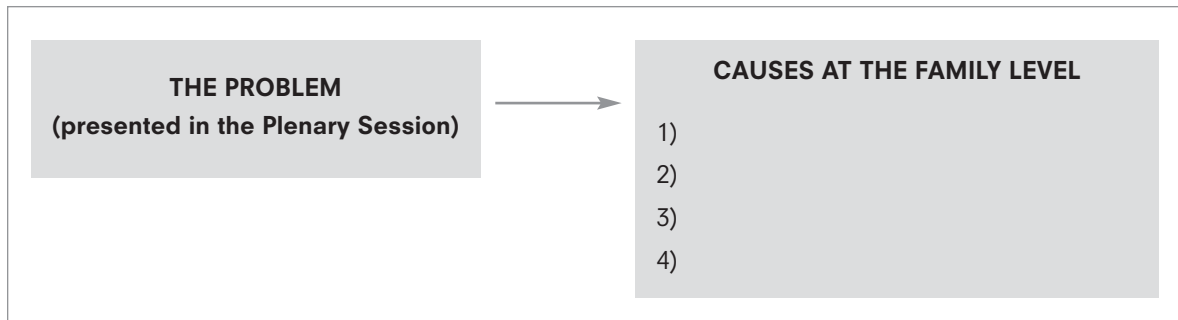 THE PROBLEM
(presented in the Plenary Session)
CAUSES AT THE FAMILY LEVEL
1)
2)
3)
4)